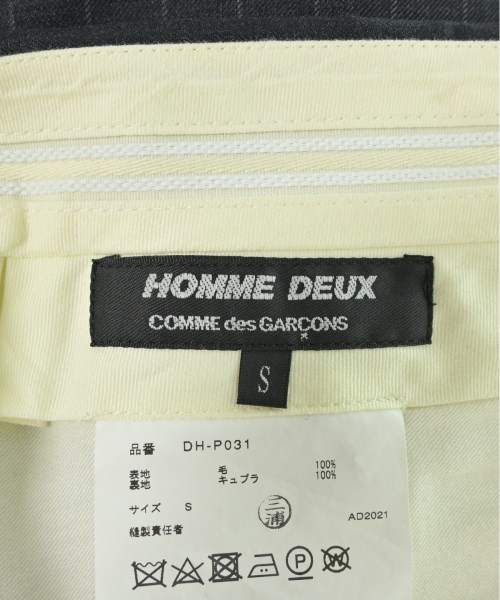 HOMME DEUX
COMME des GARÇONS
S
品番 DH-P031
表地 毛 100%
裏地 キュプラ 100%
サイズ S
三浦
縫製責任者
AD2021
P
W